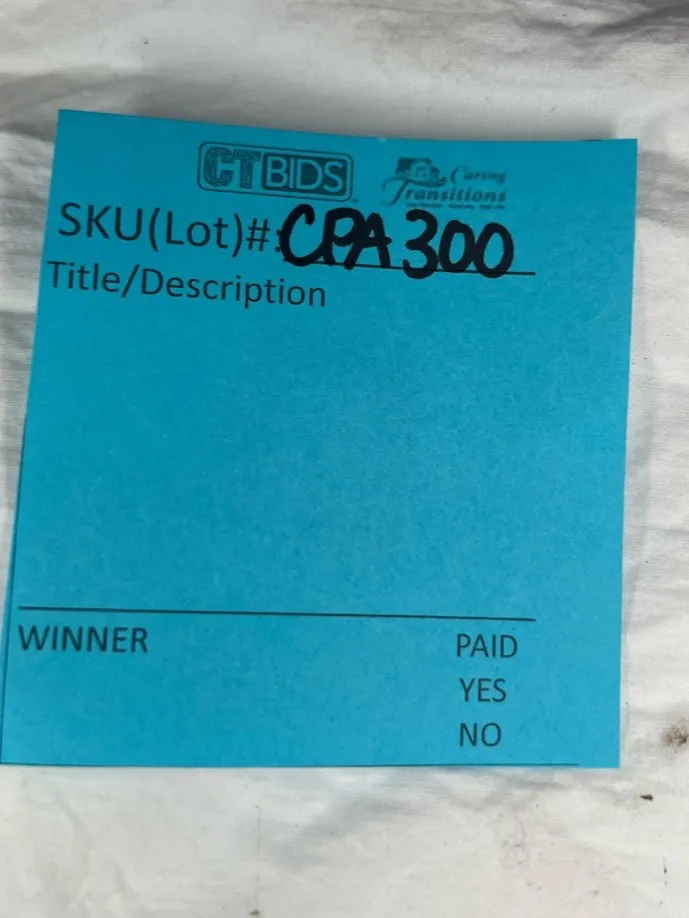 CTBIDS
Caring
Transitions
SKU(Lot)#:CPA300
Title/Description
WINNER
PAID
YES
NO